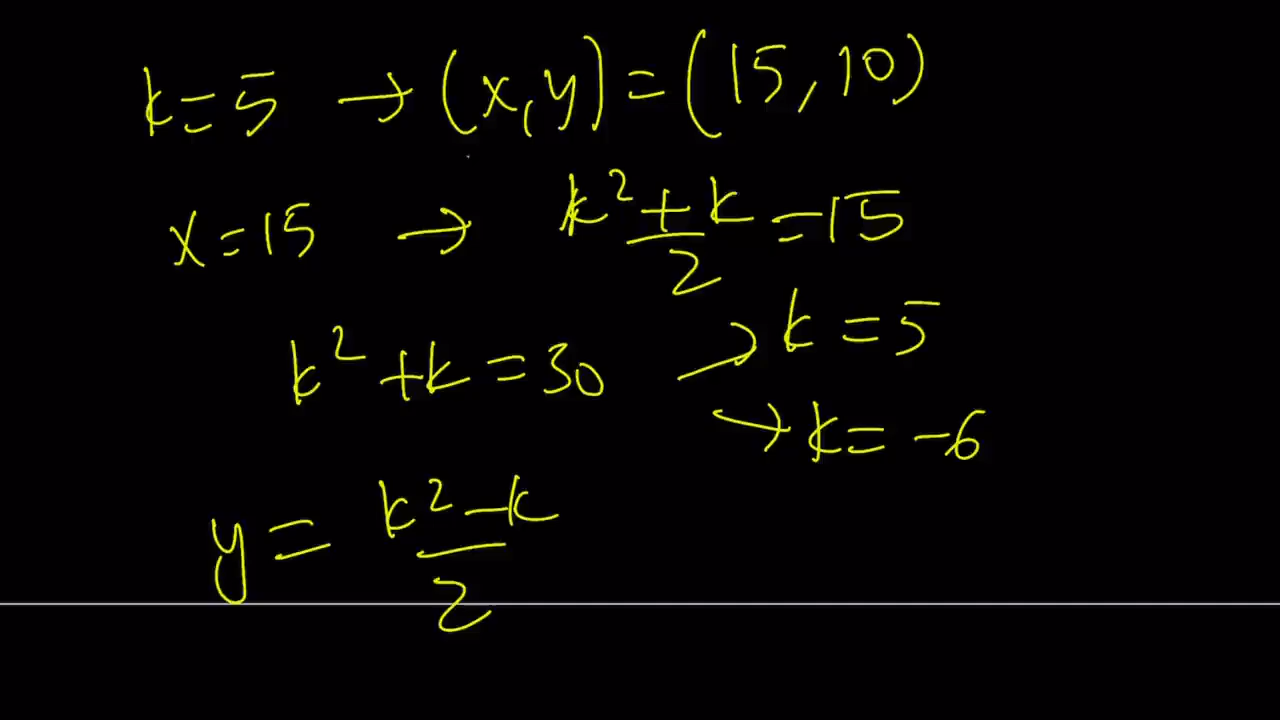 k = 5 → (x, y) = (15, 10)
x = 15 → (k² + k)/2 = 15
k² + k = 30 → k = 5
→ k = -6
y = (k² - k)/2